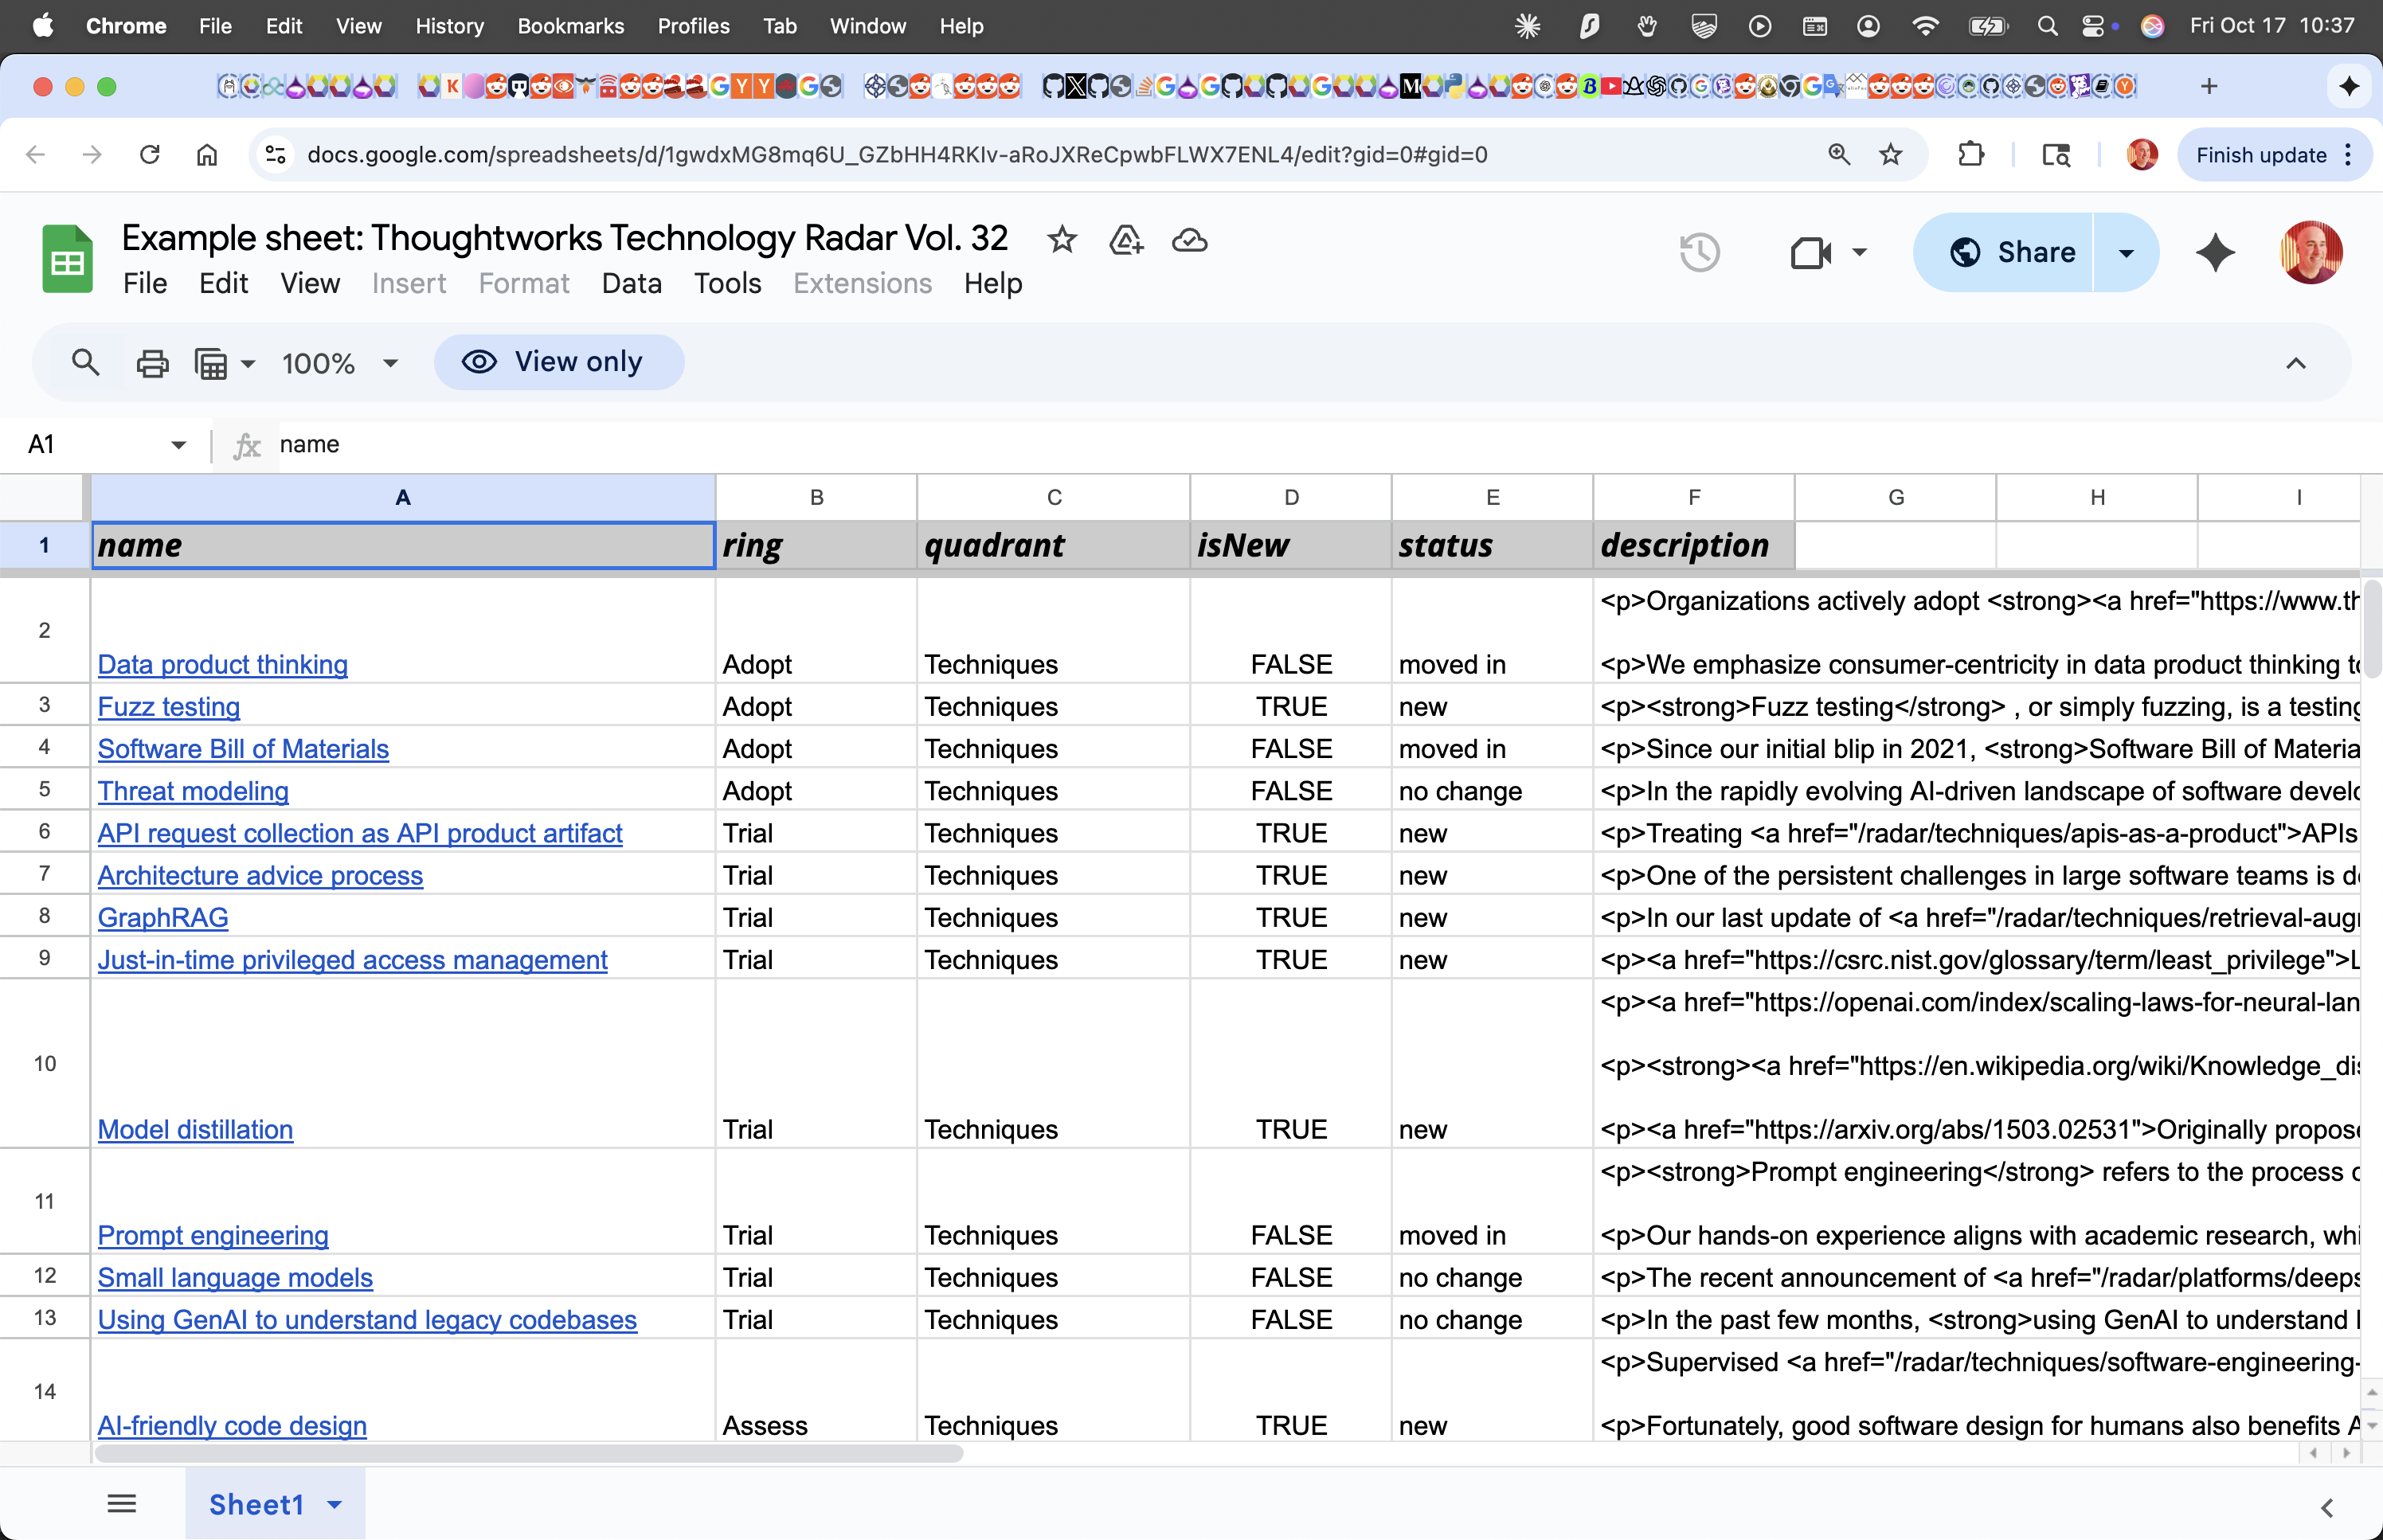 Chrome File Edit View History Bookmarks Profiles Tab Window Help Fri Oct 17 10:37
docs.google.com/spreadsheets/d/1gwdxMG8mq6U_GZbHH4RKIv-aRoJXReCpwbFLWX7ENL4/edit?gid=0#gid=0 Finish update
Example sheet: Thoughtworks Technology Radar Vol. 32
File Edit View Insert Format Data Tools Extensions Help
Share
100% View only
A1 fx name
A B C D E F G H I
1 name ring quadrant isNew status description
<p>Organizations actively adopt <strong><a href="https://www.th
2 Data product thinking Adopt Techniques FALSE moved in <p>We emphasize consumer-centricity in data product thinking to
3 Fuzz testing Adopt Techniques TRUE new <p><strong>Fuzz testing</strong> , or simply fuzzing, is a testing
4 Software Bill of Materials Adopt Techniques FALSE moved in <p>Since our initial blip in 2021, <strong>Software Bill of Materia
5 Threat modeling Adopt Techniques FALSE no change <p>In the rapidly evolving AI-driven landscape of software develo
6 API request collection as API product artifact Trial Techniques TRUE new <p>Treating <a href="/radar/techniques/apis-as-a-product">APIs
7 Architecture advice process Trial Techniques TRUE new <p>One of the persistent challenges in large software teams is de
8 GraphRAG Trial Techniques TRUE new <p>In our last update of <a href="/radar/techniques/retrieval-augr
9 Just-in-time privileged access management Trial Techniques TRUE new <p><a href="https://csrc.nist.gov/glossary/term/least_privilege">L
<p><a href="https://openai.com/index/scaling-laws-for-neural-lan
10 <p><strong><a href="https://en.wikipedia.org/wiki/Knowledge_dis
Model distillation Trial Techniques TRUE new <p><a href="https://arxiv.org/abs/1503.02531">Originally propose
<p><strong>Prompt engineering</strong> refers to the process o
11 Prompt engineering Trial Techniques FALSE moved in <p>Our hands-on experience aligns with academic research, whi
12 Small language models Trial Techniques FALSE no change <p>The recent announcement of <a href="/radar/platforms/deeps
13 Using GenAI to understand legacy codebases Trial Techniques FALSE no change <p>In the past few months, <strong>using GenAI to understand l
<p>Supervised <a href="/radar/techniques/software-engineering-
14 AI-friendly code design Assess Techniques TRUE new <p>Fortunately, good software design for humans also benefits A
Sheet1